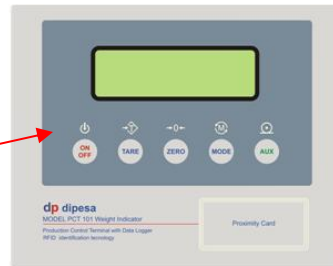 ON
OFF
TARE
ZERO
MODE
AUX
dp dipesa
MODEL PCT 101 Weight Indicator
Production Control Terminal with Data Logger
RFID identification tecnology
Proximity Card